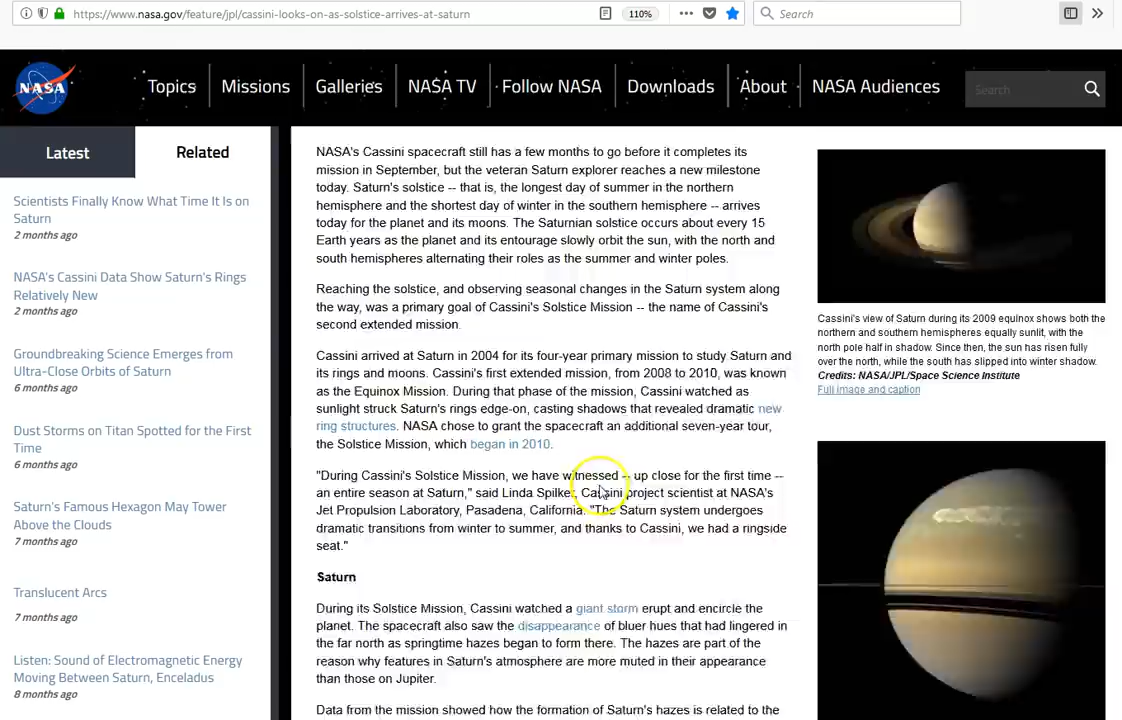 https://www.nasa.gov/feature/jpl/cassini-looks-on-as-solstice-arrives-at-saturn
110%
Search
NASA
Topics
Missions
Galleries
NASA TV
Follow NASA
Downloads
About
NASA Audiences
Search
Latest
Related
Scientists Finally Know What Time It Is on
Saturn
2 months ago
NASA's Cassini Data Show Saturn's Rings
Relatively New
2 months ago
Groundbreaking Science Emerges from
Ultra-Close Orbits of Saturn
6 months ago
Dust Storms on Titan Spotted for the First
Time
6 months ago
Saturn's Famous Hexagon May Tower
Above the Clouds
7 months ago
Translucent Arcs
7 months ago
Listen: Sound of Electromagnetic Energy
Moving Between Saturn, Enceladus
8 months ago
NASA's Cassini spacecraft still has a few months to go before it completes its
mission in September, but the veteran Saturn explorer reaches a new milestone
today. Saturn's solstice -- that is, the longest day of summer in the northern
hemisphere and the shortest day of winter in the southern hemisphere -- arrives
today for the planet and its moons. The Saturnian solstice occurs about every 15
Earth years as the planet and its entourage slowly orbit the sun, with the north and
south hemispheres alternating their roles as the summer and winter poles.
Reaching the solstice, and observing seasonal changes in the Saturn system along
the way, was a primary goal of Cassini's Solstice Mission -- the name of Cassini's
second extended mission.
Cassini arrived at Saturn in 2004 for its four-year primary mission to study Saturn and
its rings and moons. Cassini's first extended mission, from 2008 to 2010, was known
as the Equinox Mission. During that phase of the mission, Cassini watched as
sunlight struck Saturn's rings edge-on, casting shadows that revealed dramatic new
ring structures. NASA chose to grant the spacecraft an additional seven-year tour,
the Solstice Mission, which began in 2010.
"During Cassini's Solstice Mission, we have witnessed -- up close for the first time --
an entire season at Saturn," said Linda Spilker, Cassini project scientist at NASA's
Jet Propulsion Laboratory, Pasadena, California. "The Saturn system undergoes
dramatic transitions from winter to summer, and thanks to Cassini, we had a ringside
seat."
Saturn
During its Solstice Mission, Cassini watched a giant storm erupt and encircle the
planet. The spacecraft also saw the disappearance of bluer hues that had lingered in
the far north as springtime hazes began to form there. The hazes are part of the
reason why features in Saturn's atmosphere are more muted in their appearance
than those on Jupiter.
Data from the mission showed how the formation of Saturn's hazes is related to the
Cassini's view of Saturn during its 2009 equinox shows both the
northern and southern hemispheres equally sunlit, with the
north pole half in shadow. Since then, the sun has risen fully
over the north, while the south has slipped into winter shadow.
Credits: NASA/JPL/Space Science Institute
Full image and caption